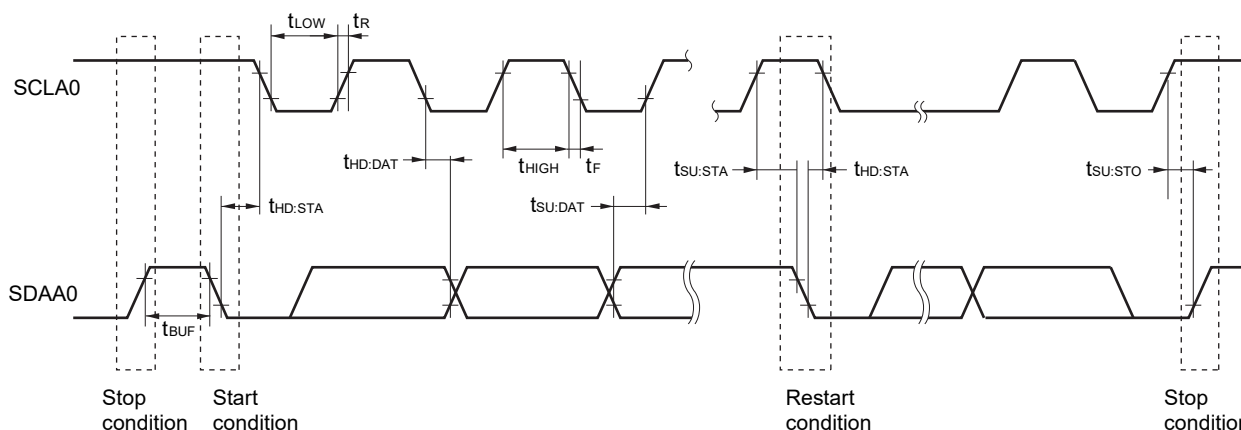 tLOW tR
SCLA0
tHD:DAT tHIGH tF tSU:STA tHD:STA tSU:STO
tHD:STA tSU:DAT
SDAA0
tBUF
Stop condition
Start condition
Restart condition
Stop condition